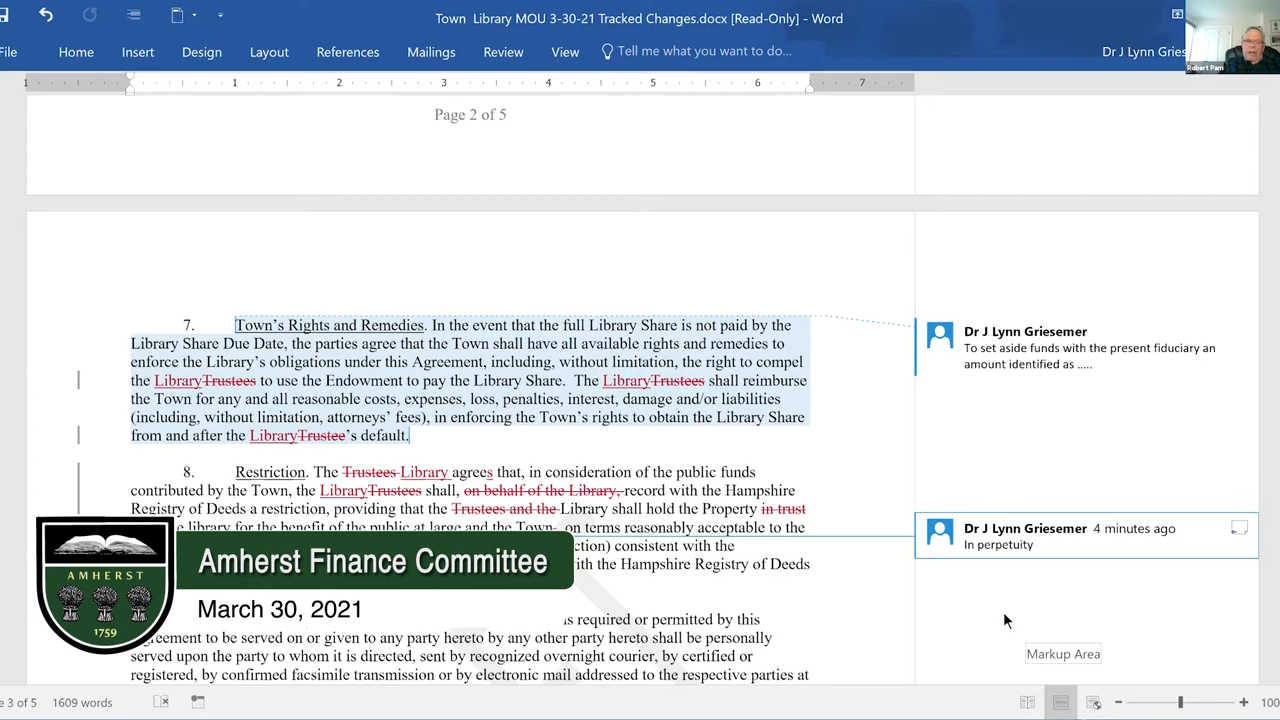 Town Library MOU 3-30-21 Tracked Changes.docx [Read-Only] - Word
File Home Insert Design Layout References Mailings Review View Tell me what you want to do... Dr J Lynn
Robert Pam
1 1 2 3 4 5 6 7
Page 2 of 5
7. Town’s Rights and Remedies. In the event that the full Library Share is not paid by the
Library Share Due Date, the parties agree that the Town shall have all available rights and remedies to
enforce the Library’s obligations under this Agreement, including, without limitation, the right to compel
the LibraryTrustees to use the Endowment to pay the Library Share. The LibraryTrustees shall reimburse
the Town for any and all reasonable costs, expenses, loss, penalties, interest, damage and/or liabilities
(including, without limitation, attorneys’ fees), in enforcing the Town’s rights to obtain the Library Share
from and after the LibraryTrustee’s default.
Dr J Lynn Griesemer
To set aside funds with the present fiduciary an
amount identified as .....
8. Restriction. The Trustees Library agrees that, in consideration of the public funds
contributed by the Town, the LibraryTrustees shall, on behalf of the Library, record with the Hampshire
Registry of Deeds a restriction, providing that the Trustees and the Library shall hold the Property in trust
library for the benefit of the public at large and the Town- on terms reasonably acceptable to the
consistent with the
with the Hampshire Registry of Deeds
Dr J Lynn Griesemer 4 minutes ago
In perpetuity
is required or permitted by this
Agreement to be served on or given to any party hereto by any other party hereto shall be personally
served upon the party to whom it is directed, sent by recognized overnight courier, by certified or
registered, by confirmed facsimile transmission or by electronic mail addressed to the respective parties at
Markup Area
AMHERST
1759
Amherst Finance Committee
March 30, 2021
3 of 5 1609 words 100